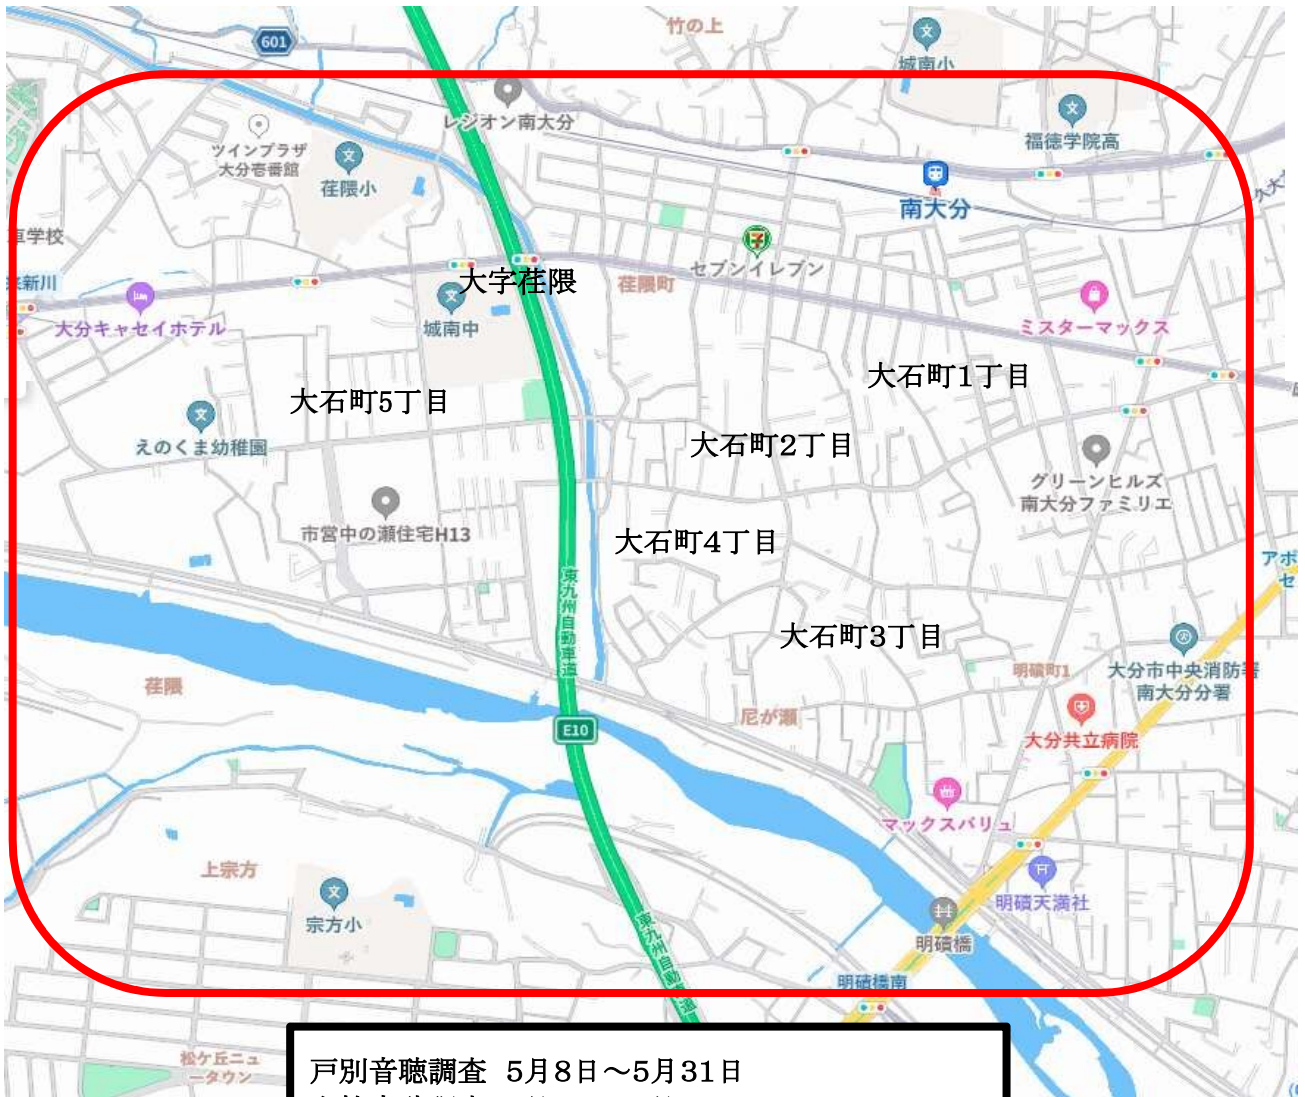 竹の上
601
城南小
レジオン南大分
福徳学院高
ツインプラザ
大分壱番館
荏隈小
南大分
車学校
セブンイレブン
大字荏隈
荏隈町
大分キャセイホテル
城南中
ミスターマックス
大石町1丁目
大石町5丁目
えのくま幼稚園
大石町2丁目
グリーンヒルズ
南大分ファミリエ
市営中の瀬住宅H13
大石町4丁目
アポ
セ
東九州自動車道
大石町3丁目
明磧町1
大分市中央消防署
南大分分署
荏隈
尼が瀬
E10
大分共立病院
マックスバリュ
上宗方
宗方小
明磧天満社
明磧橋
東九州自動車道
明磧橋南
松ケ丘ニュ
ータウン
戸別音聴調査 5月8日～5月31日